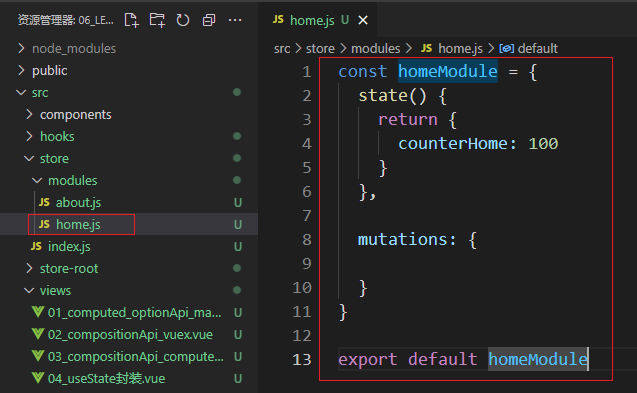 资源管理器: 06_LE...
node_modules
public
src
components
hooks
store
modules
JS about.js U
JS home.js U
JS index.js U
store-root
views
01_computed_optionApi_ma... U
02_compositionApi_vuex.vue U
03_compositionApi_compute... U
04_useState封装.vue U
JS home.js U ×
src > store > modules > JS home.js > default
1 const homeModule = {
2 state() {
3 return {
4 counterHome: 100
5 }
6 },
7
8 mutations: {
9
10 }
11 }
12
13 export default homeModule